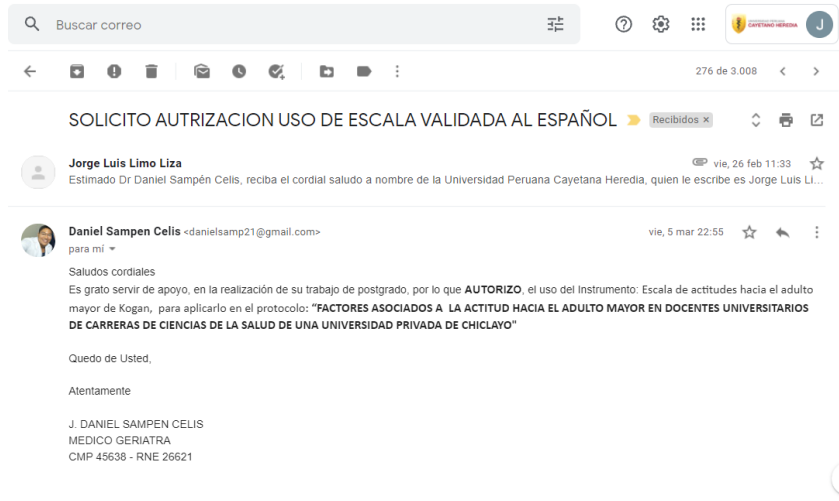 Buscar correo
UNIVERSIDAD PERUANA
CAYETANO HEREDIA
J
276 de 3.008
SOLICITO AUTRIZACION USO DE ESCALA VALIDADA AL ESPAÑOL
Recibidos ×
Jorge Luis Limo Liza
vie, 26 feb 11:33
Estimado Dr Daniel Sampén Celis, reciba el cordial saludo a nombre de la Universidad Peruana Cayetana Heredia, quien le escribe es Jorge Luis Li...
Daniel Sampen Celis <danielsamp21@gmail.com>
vie, 5 mar 22:55
para mí
Saludos cordiales
Es grato servir de apoyo, en la realización de su trabajo de postgrado, por lo que AUTORIZO, el uso del Instrumento: Escala de actitudes hacia el adulto
mayor de Kogan, para aplicarlo en el protocolo: “FACTORES ASOCIADOS A LA ACTITUD HACIA EL ADULTO MAYOR EN DOCENTES UNIVERSITARIOS
DE CARRERAS DE CIENCIAS DE LA SALUD DE UNA UNIVERSIDAD PRIVADA DE CHICLAYO"
Quedo de Usted,
Atentamente
J. DANIEL SAMPEN CELIS
MEDICO GERIATRA
CMP 45638 - RNE 26621